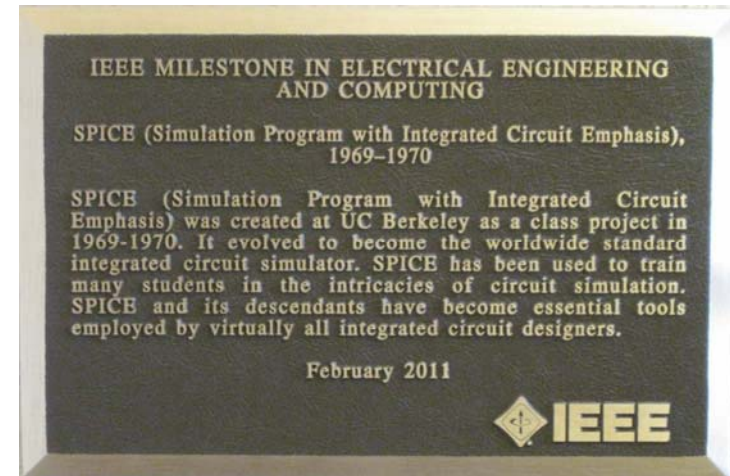 IEEE MILESTONE IN ELECTRICAL ENGINEERING
AND COMPUTING
SPICE (Simulation Program with Integrated Circuit Emphasis),
1969–1970
SPICE (Simulation Program with Integrated Circuit
Emphasis) was created at UC Berkeley as a class project in
1969-1970. It evolved to become the worldwide standard
integrated circuit simulator. SPICE has been used to train
many students in the intricacies of circuit simulation.
SPICE and its descendants have become essential tools
employed by virtually all integrated circuit designers.
February 2011
IEEE